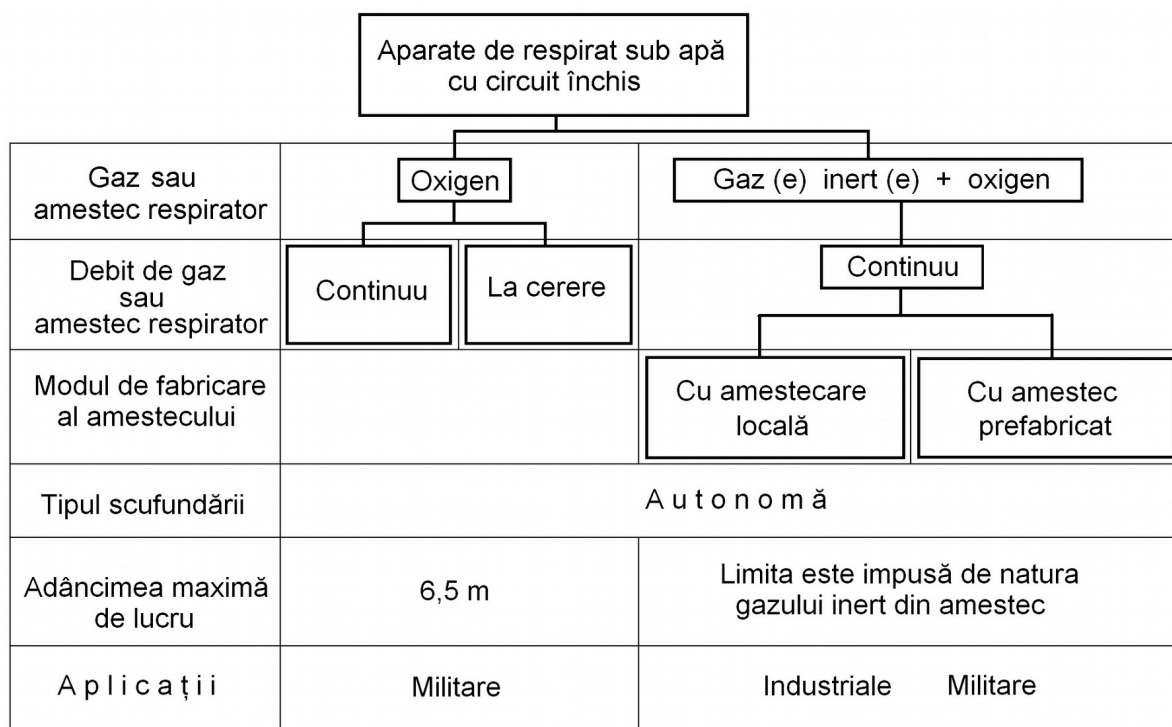 Aparate de respirat sub apă
cu circuit închis
Gaz sau
amestec respirator
Oxigen
Gaz (e) inert (e) + oxigen
Debit de gaz
sau
amestec respirator
Continuu
La cerere
Continuu
Modul de fabricare
al amestecului
Cu amestecare
locală
Cu amestec
prefabricat
Tipul scufundării
A u t o n o m ă
Adâncimea maximă
de lucru
6,5 m
Limita este impusă de natura
gazului inert din amestec
A p l i c a ț i i
Militare
Industriale Militare